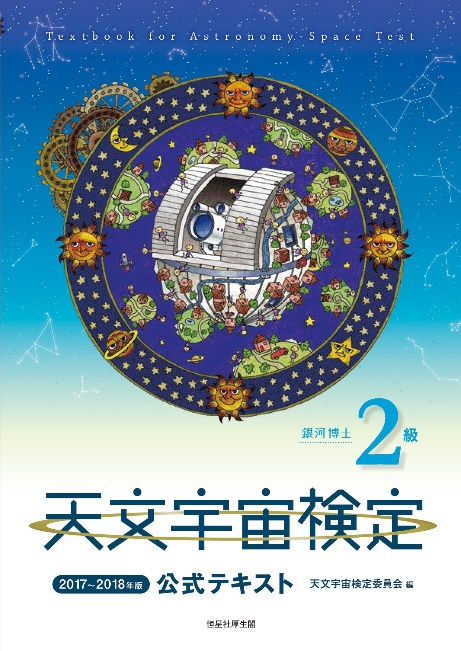 Textbook for Astronomy-Space Test
銀河博士 2級
天文宇宙検定
2017~2018年版 公式テキスト 天文宇宙検定委員会 編
恒星社厚生閣